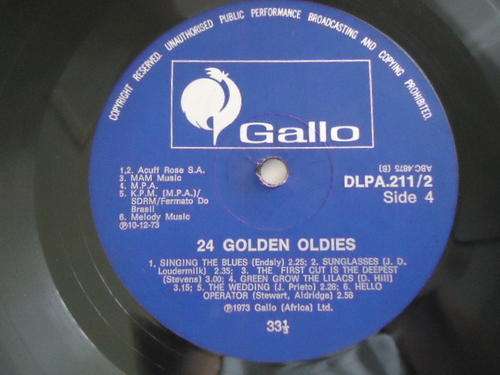 COPYRIGHT RESERVED. UNAUTHORISED PUBLIC PERFORMANCE BROADCASTING AND COPYING PROHIBITED.
Gallo
1,2. Acuff Rose S.A.
3. MAM Music
4. M.P.A.
5. K.P.M. (M.P.A.)/
SDRM/Fermato Do
Brasil
6. Melody Music
℗10-12-73
ABC.4875 (B)
DLPA.211/2
Side 4
24 GOLDEN OLDIES
1. SINGING THE BLUES (Endsly) 2.25; 2. SUNGLASSES (J. D.
Loudermilk) 2.35; 3. THE FIRST CUT IS THE DEEPEST
(Stevens) 3.00; 4. GREEN GROW THE LILACS (D. Hill)
3.15; 5. THE WEDDING (J. Prieto) 2.26; 6. HELLO
OPERATOR (Stewart, Aldridge) 2.56
℗1973 Gallo (Africa) Ltd.
33⅓